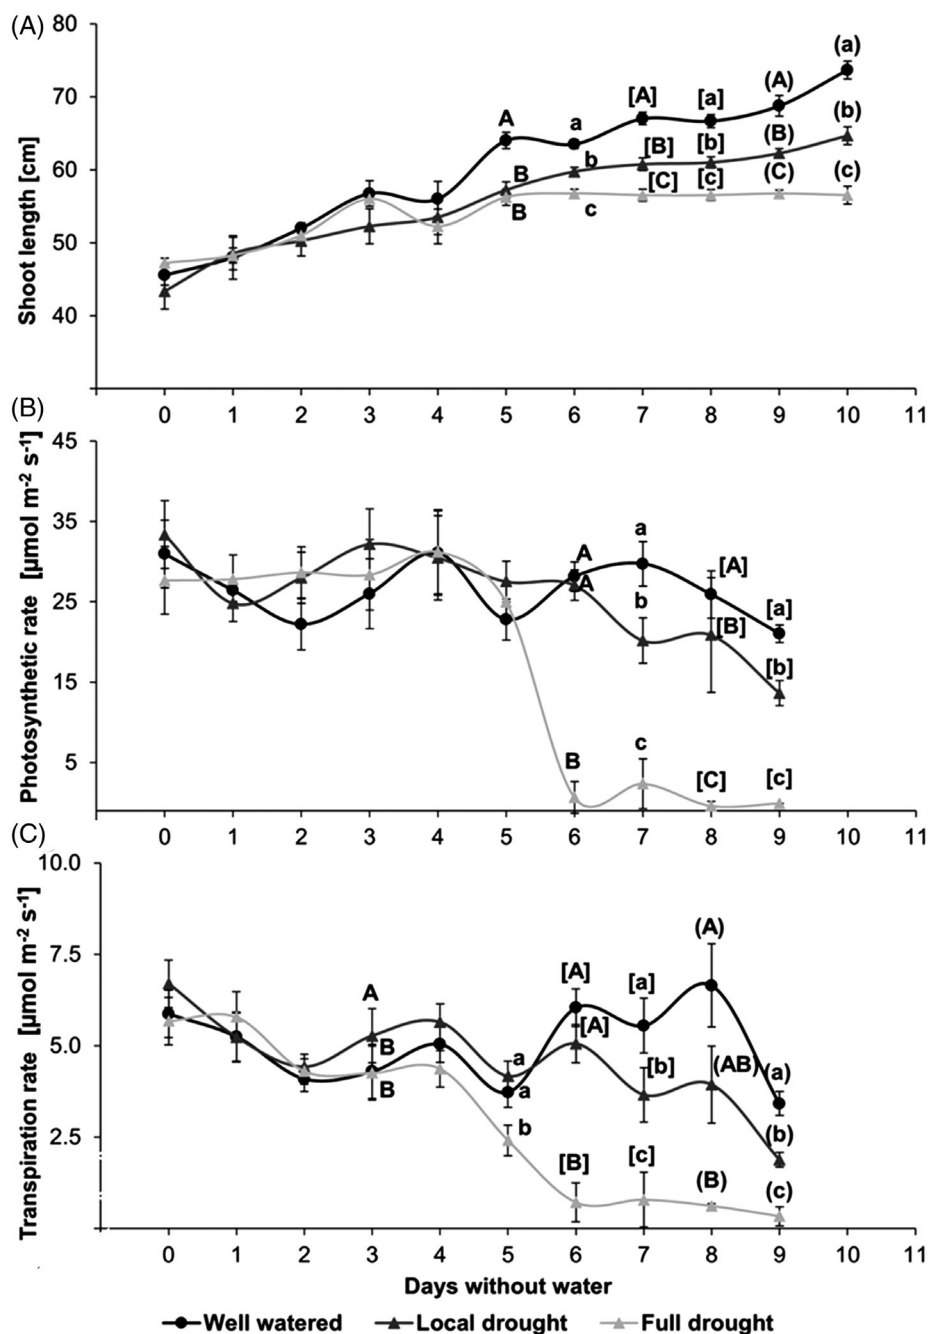 (A)
Shoot length [cm]
80
70
60
50
40
A
a
[A]
[a]
(A)
(a)
B
b
[B]
[b]
(B)
(b)
B
c
[C]
[c]
(C)
(c)
0 1 2 3 4 5 6 7 8 9 10 11
(B)
Photosynthetic rate [µmol m⁻² s⁻¹]
45
35
25
15
5
A
a
[A]
[a]
A
b
[B]
[b]
B
c
[C]
[c]
0 1 2 3 4 5 6 7 8 9 10 11
(C)
Transpiration rate [µmol m⁻² s⁻¹]
10.0
7.5
5.0
2.5
A
B
B
a
a
b
[A]
[A]
[B]
[a]
[b]
[c]
(A)
(AB)
(B)
(a)
(b)
(c)
0 1 2 3 4 5 6 7 8 9 10 11
Days without water
Well watered Local drought Full drought